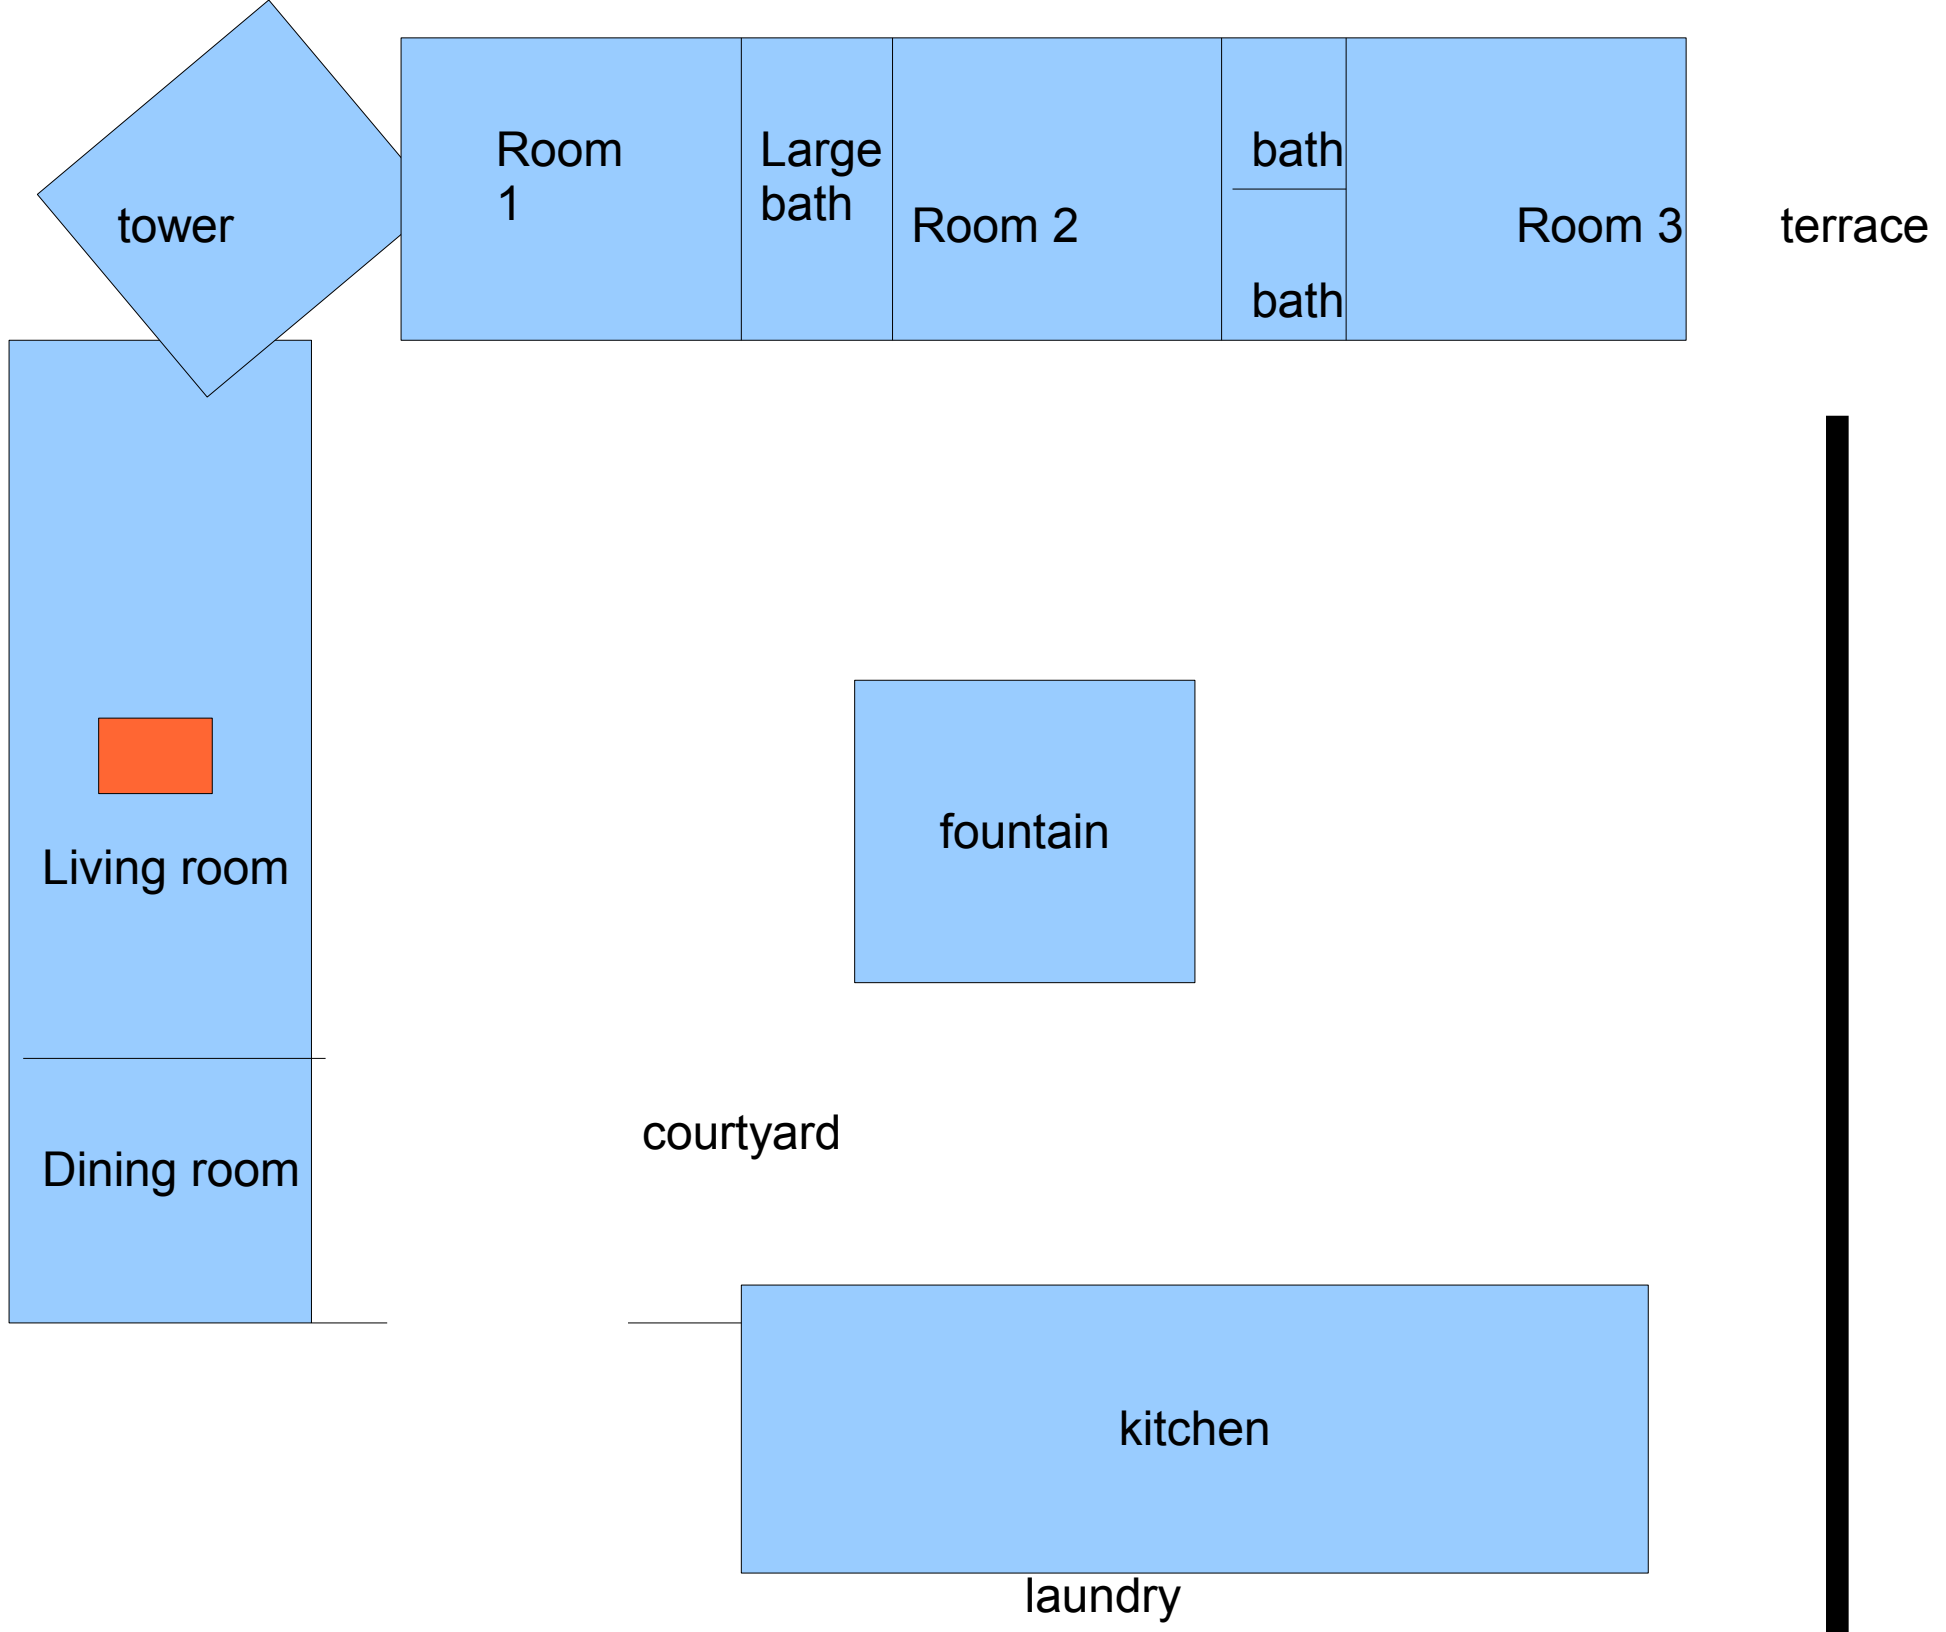 Room
1
Large
bath
bath
tower
Room 2
Room 3
terrace
bath
fountain
Living room
courtyard
Dining room
kitchen
laundry